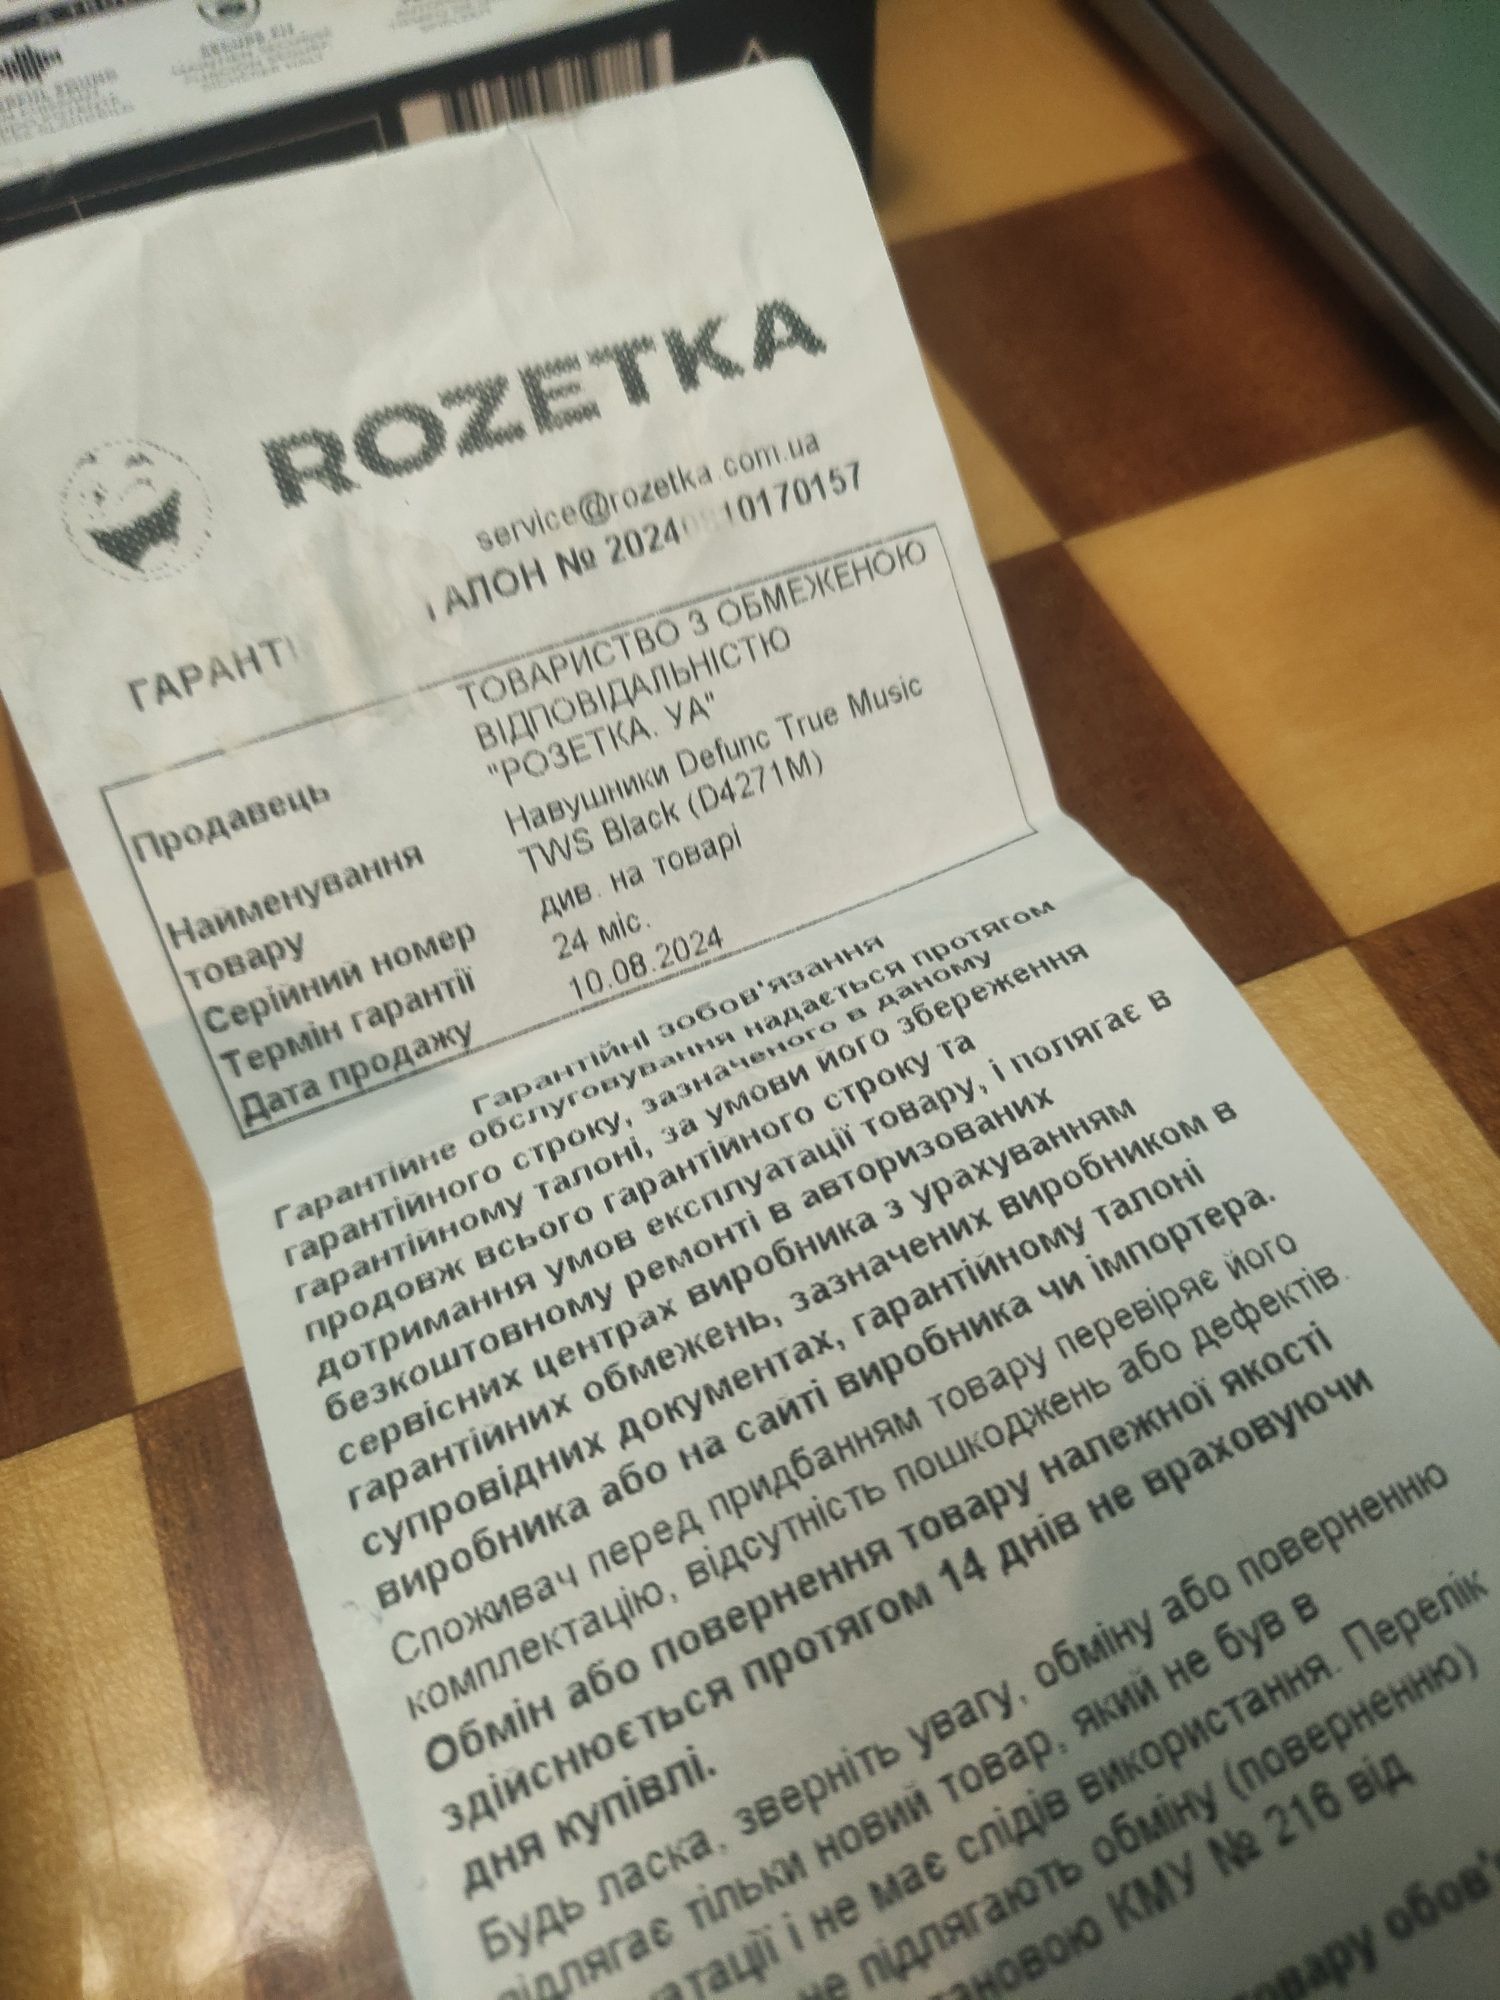 ROZETKA
service@rozetka.com.ua
ТАЛОН № 20240810170157
Продавець ТОВАРИСТВО З ОБМЕЖЕНОЮ
ВІДПОВІДАЛЬНІСТЮ
"РОЗЕТКА. УА"
Найменування Навушники Defunc True Music
товару TWS Black (D4271M)
Серійний номер див. на товарі
Термін гарантії 24 міс.
Дата продажу 10.08.2024
Гарантійні зобов'язання
Гарантійне обслуговування надається протягом
гарантійного строку, зазначеного в даному
гарантійному талоні, за умови його збереження
продовж всього гарантійного строку та
дотримання умов експлуатації товару, і полягає в
безкоштовному ремонті в авторизованих
сервісних центрах виробника з урахуванням
гарантійних обмежень, зазначених виробником в
супровідних документах, гарантійному талоні
виробника або на сайті виробника чи імпортера.
Споживач перед придбанням товару перевіряє його
комплектацію, відсутність пошкоджень або дефектів.
Обмін або повернення товару належної якості
здійснюється протягом 14 днів не враховуючи
дня купівлі.
Будь ласка, зверніть увагу, обміну або поверненню
підлягає тільки новий товар, який не був в
і не має слідів використання. Перелік
не підлягають обміну (поверненню)
КМУ № 216 від
товару